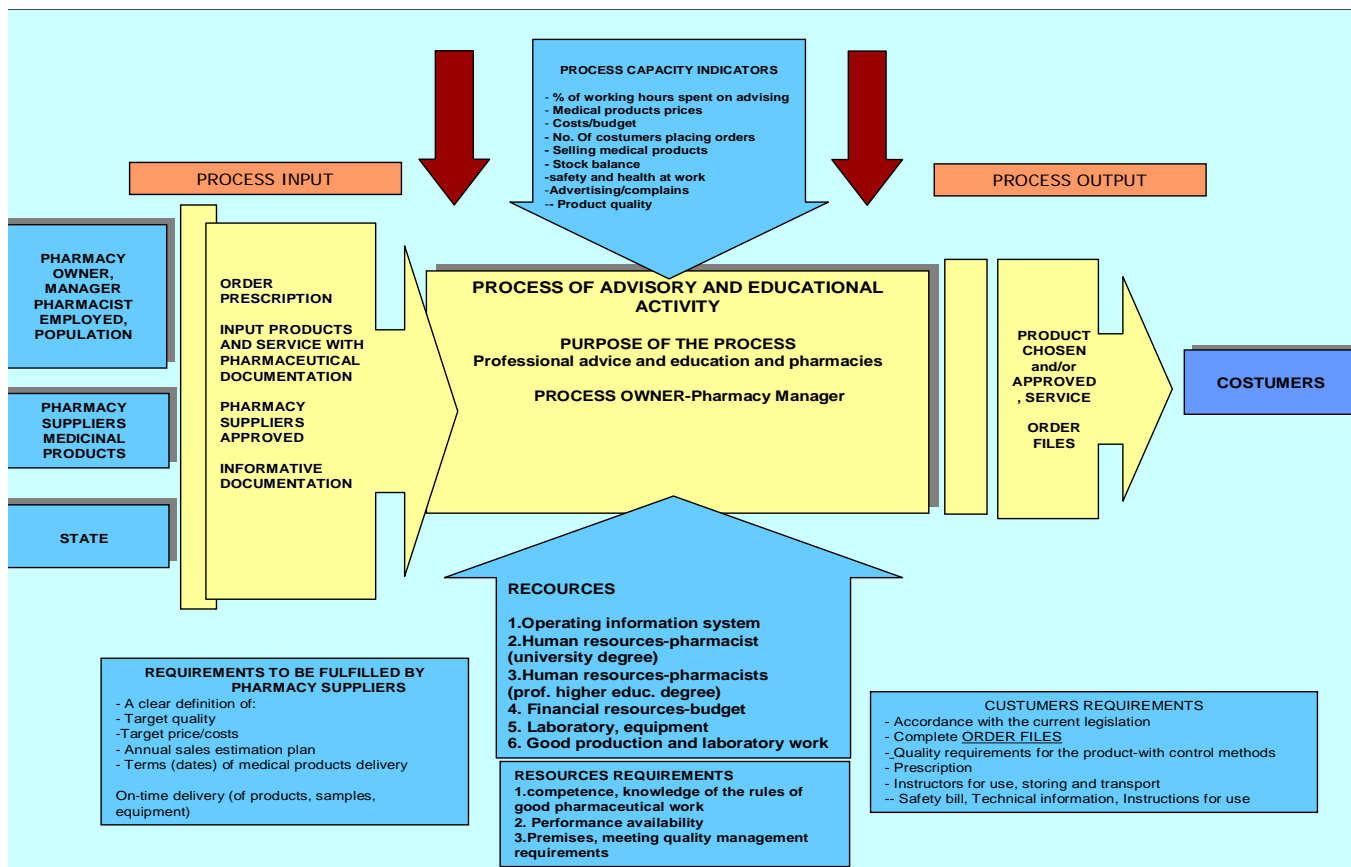 PROCESS CAPACITY INDICATORS
- % of working hours spent on advising
- Medical products prices
- Costs/budget
- No. Of costumers placing orders
- Selling medical products
- Stock balance
-safety and health at work
-Advertising/complains
-- Product quality
PROCESS INPUT
PROCESS OUTPUT
PHARMACY
OWNER,
MANAGER
PHARMACIST
EMPLOYED,
POPULATION
PHARMACY
SUPPLIERS
MEDICINAL
PRODUCTS
STATE
ORDER
PRESCRIPTION
INPUT PRODUCTS
AND SERVICE WITH
PHARMACEUTICAL
DOCUMENTATION
PHARMACY
SUPPLIERS
APPROVED
INFORMATIVE
DOCUMENTATION
PROCESS OF ADVISORY AND EDUCATIONAL
ACTIVITY
PURPOSE OF THE PROCESS
Professional advice and education and pharmacies
PROCESS OWNER-Pharmacy Manager
PRODUCT
CHOSEN
and/or
APPROVED
, SERVICE
ORDER
FILES
COSTUMERS
RECOURCES
1.Operating information system
2.Human resources-pharmacist
(university degree)
3.Human resources-pharmacists
(prof. higher educ. degree)
4. Financial resources-budget
5. Laboratory, equipment
6. Good production and laboratory work
REQUIREMENTS TO BE FULFILLED BY
PHARMACY SUPPLIERS
- A clear definition of:
- Target quality
-Target price/costs
- Annual sales estimation plan
- Terms (dates) of medical products delivery
On-time delivery (of products, samples,
equipment)
RESOURCES REQUIREMENTS
1.competence, knowledge of the rules of
good pharmaceutical work
2. Performance availability
3.Premises, meeting quality management
requirements
CUSTUMERS REQUIREMENTS
- Accordance with the current legislation
- Complete ORDER FILES
- Quality requirements for the product-with control methods
- Prescription
- Instructors for use, storing and transport
-- Safety bill, Technical information, Instructions for use